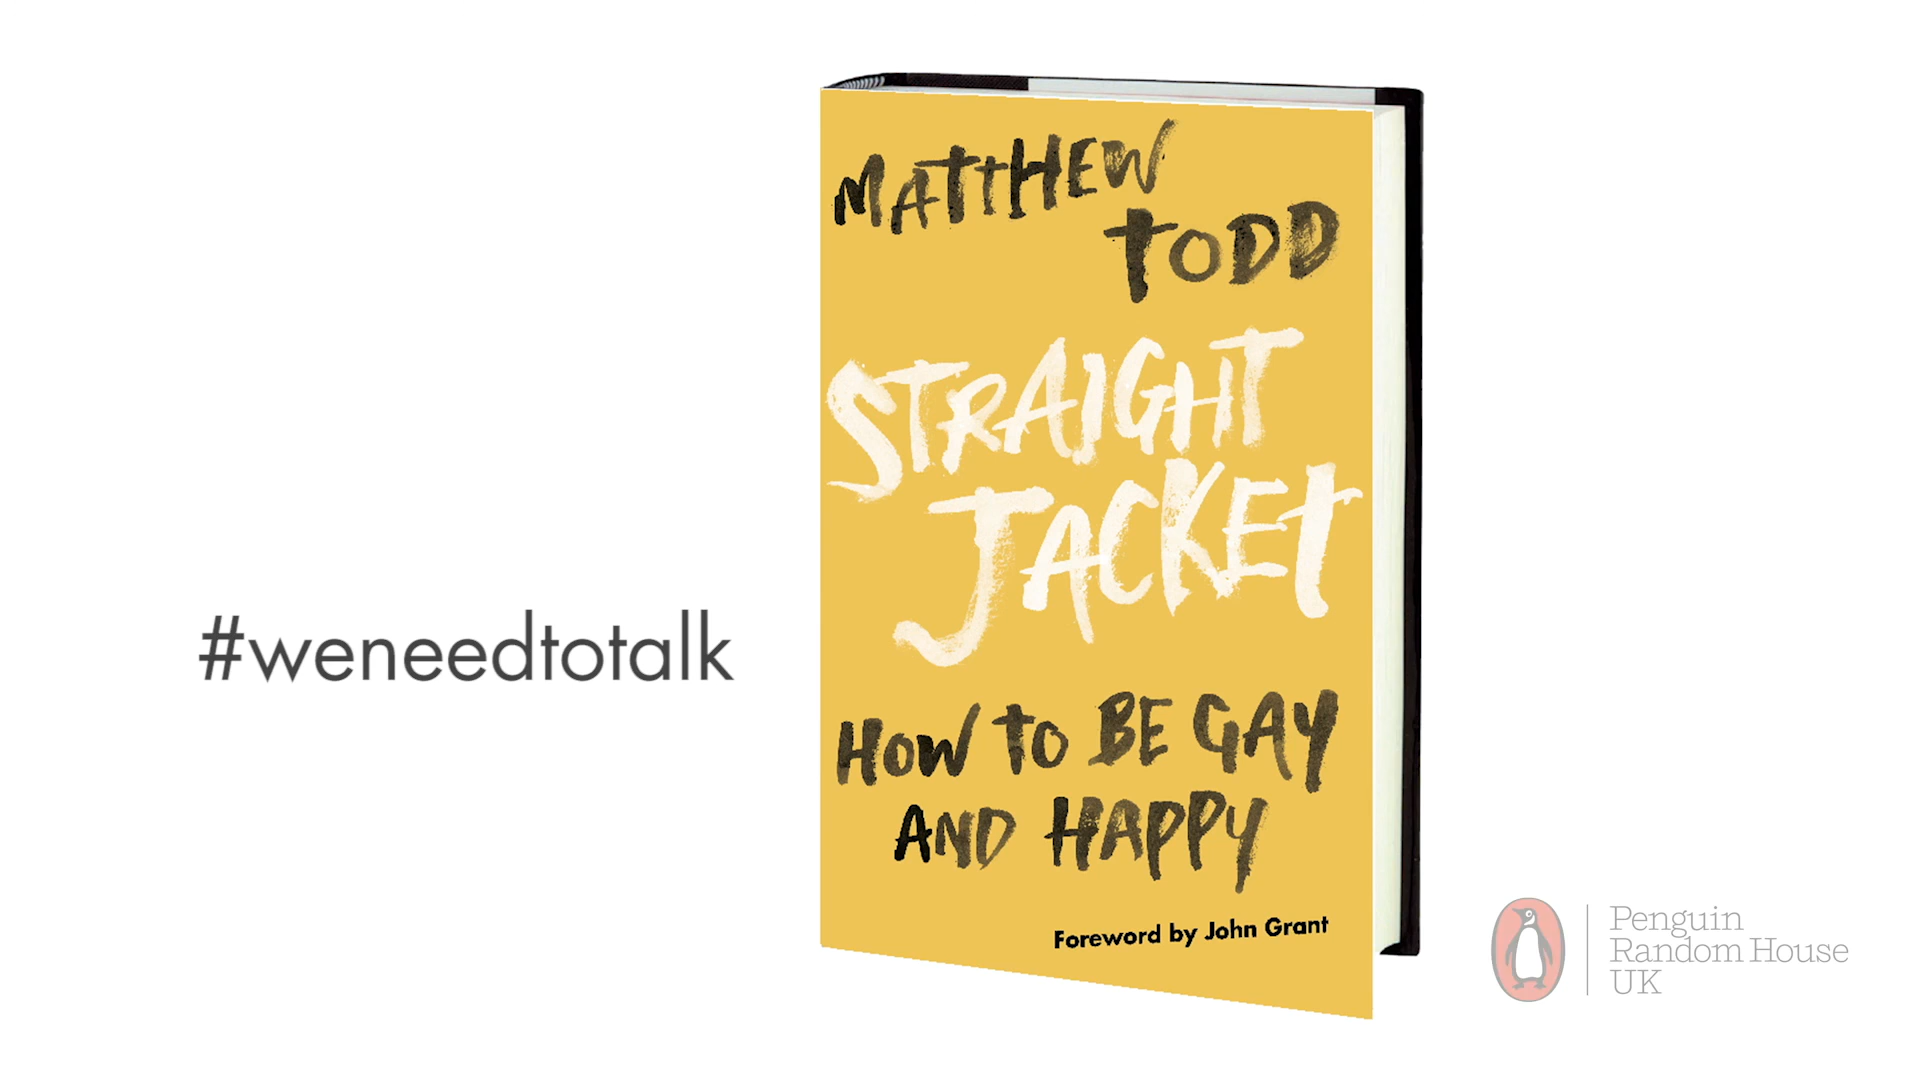 #weneedtotalk
MATTHEW
TODD
STRAIGHT
JACKET
HOW TO BE GAY
AND HAPPY
Foreword by John Grant
Penguin
Random House
UK